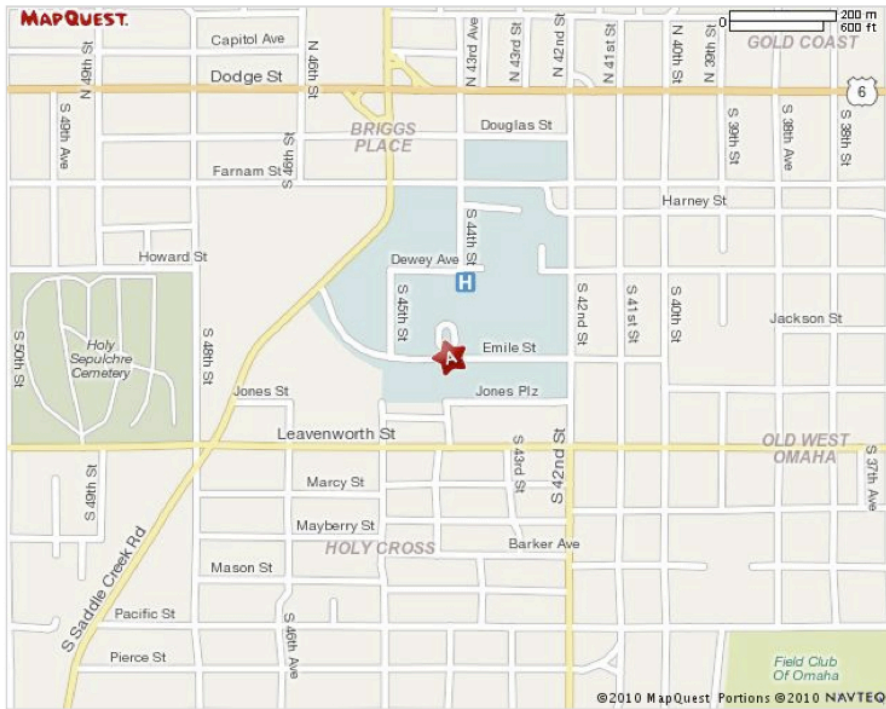 MAPQUEST.
0
200 m
600 ft
GOLD COAST
Capitol Ave
N 49th St
N 46th St
N 43rd Ave
N 43rd St
N 42nd St
N 41st St
N 40th St
N 39th St
Dodge St
6
S 49th Ave
S 46th St
BRIGGS
PLACE
Douglas St
S 39th St
S 38th Ave
S 38th St
Farnam St
Harney St
S 44th St
Howard St
Dewey Ave
H
S 50th St
Holy
Sepulchre
Cemetery
S 48th St
S 45th St
S 42nd St
S 41st St
S 40th St
Jackson St
A
Emile St
Jones St
Jones Plz
Leavenworth St
OLD WEST
OMAHA
S 49th St
S 43rd St
S 42nd St
S 37th Ave
Marcy St
Mayberry St
HOLY CROSS
Barker Ave
S Saddle Creek Rd
Mason St
Pacific St
S 46th Ave
Pierce St
Field Club
Of Omaha
©2010 MapQuest Portions ©2010 NAVTEQ